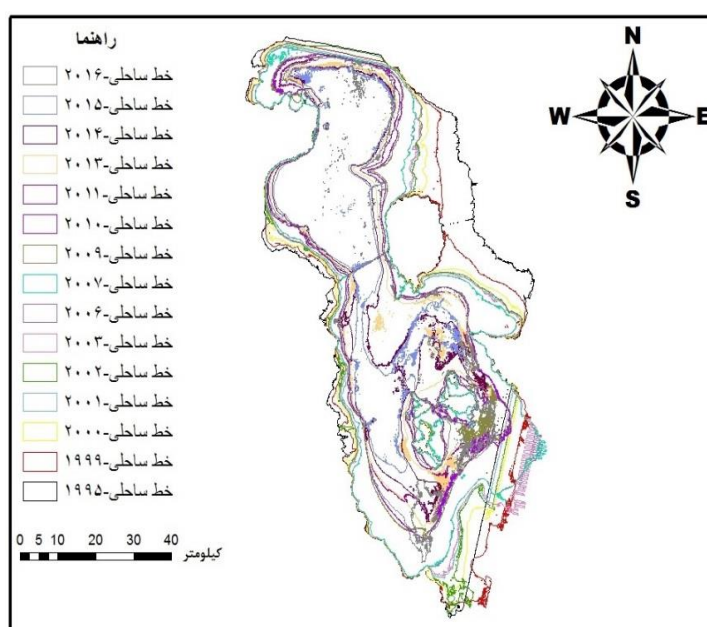 راهنما
خط ساحلی-۲۰۱۶
خط ساحلی-۲۰۱۵
خط ساحلی-۲۰۱۴
خط ساحلی-۲۰۱۳
خط ساحلی-۲۰۱۱
خط ساحلی-۲۰۱۰
خط ساحلی-۲۰۰۹
خط ساحلی-۲۰۰۷
خط ساحلی-۲۰۰۶
خط ساحلی-۲۰۰۳
خط ساحلی-۲۰۰۲
خط ساحلی-۲۰۰۱
خط ساحلی-۲۰۰۰
خط ساحلی-۱۹۹۹
خط ساحلی-۱۹۹۵
0 5 10 20 30 40
کیلومتر
N
W E
S